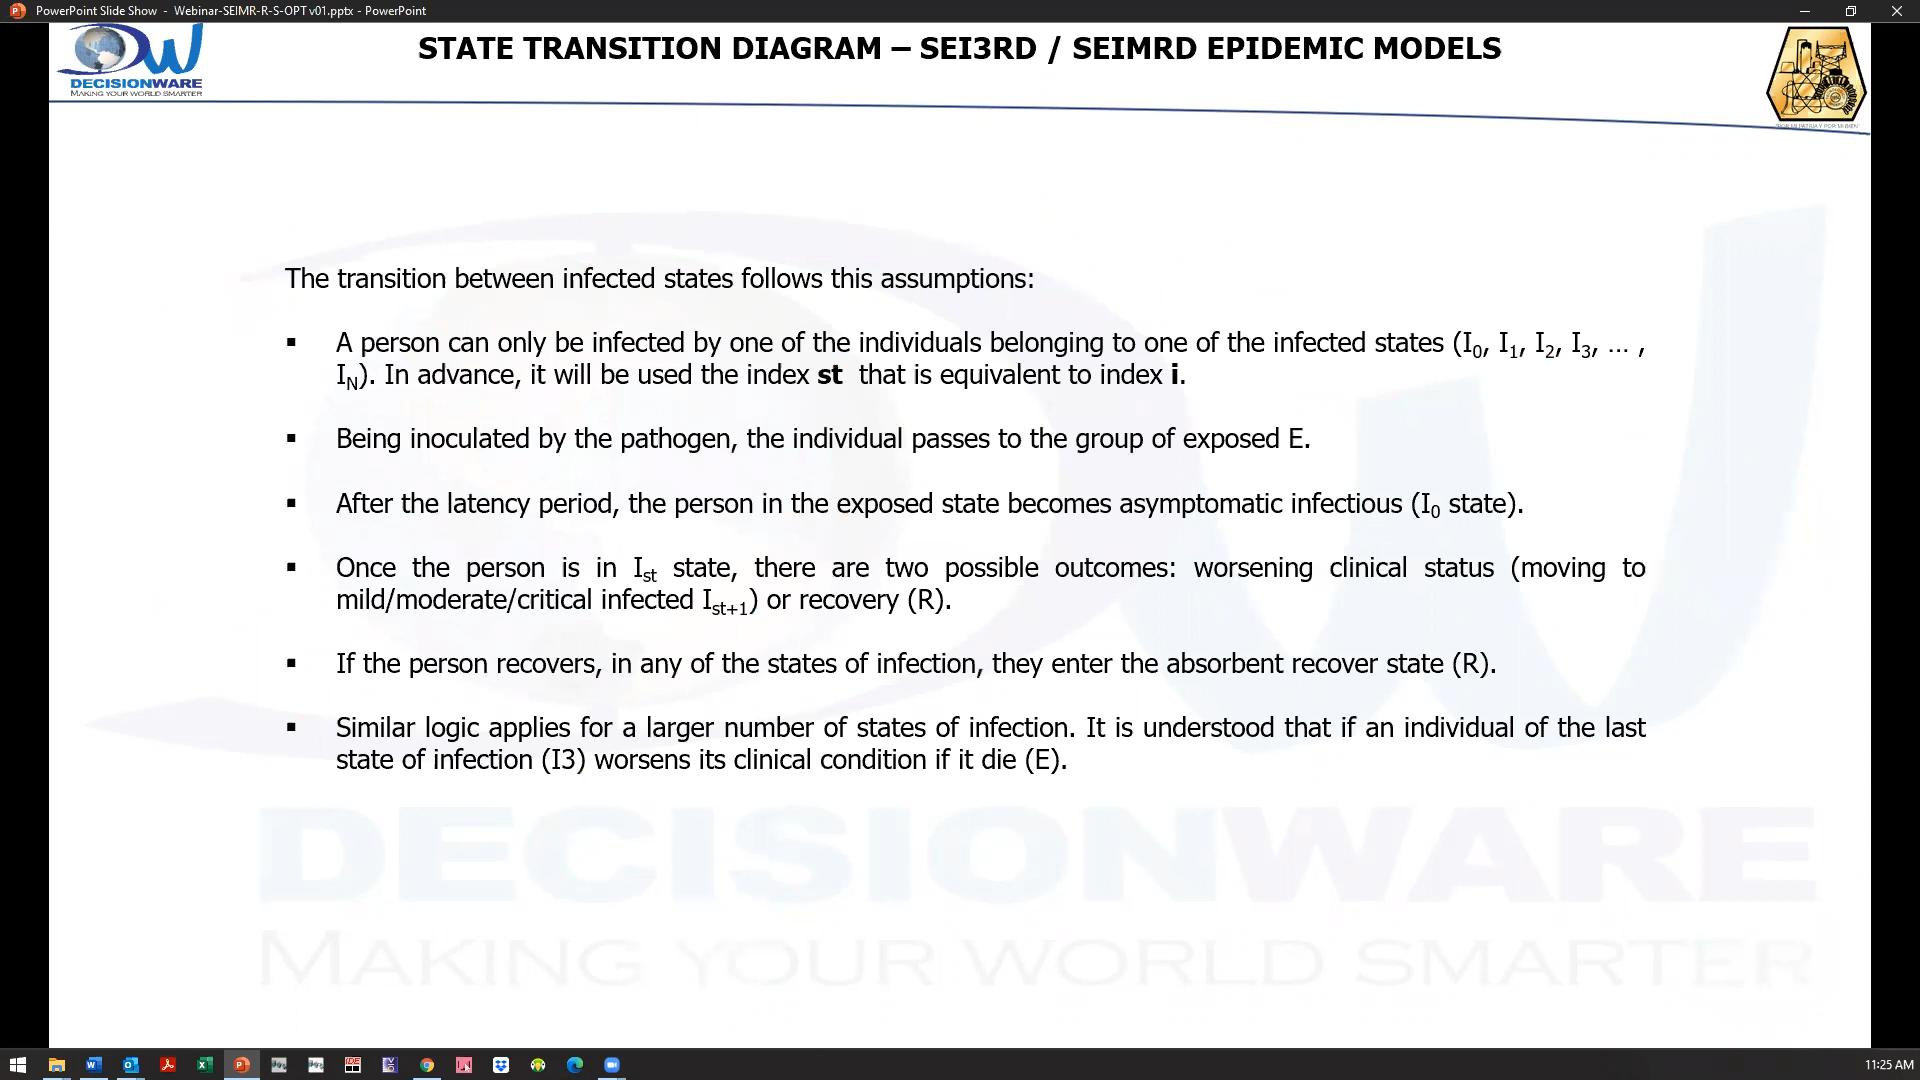 PowerPoint Slide Show - Webinar-SEIMR-R-S-OPT v01.pptx - PowerPoint
STATE TRANSITION DIAGRAM – SEI3RD / SEIMRD EPIDEMIC MODELS
DECISIONWARE
MAKING YOUR WORLD SMARTER
The transition between infected states follows this assumptions:
▪ A person can only be infected by one of the individuals belonging to one of the infected states (I0, I1, I2, I3, … ,
IN). In advance, it will be used the index st that is equivalent to index i.
▪ Being inoculated by the pathogen, the individual passes to the group of exposed E.
▪ After the latency period, the person in the exposed state becomes asymptomatic infectious (I0 state).
▪ Once the person is in Ist state, there are two possible outcomes: worsening clinical status (moving to
mild/moderate/critical infected Ist+1) or recovery (R).
▪ If the person recovers, in any of the states of infection, they enter the absorbent recover state (R).
▪ Similar logic applies for a larger number of states of infection. It is understood that if an individual of the last
state of infection (I3) worsens its clinical condition if it die (E).
DECISIONWARE
MAKING YOUR WORLD SMARTER
11:25 AM